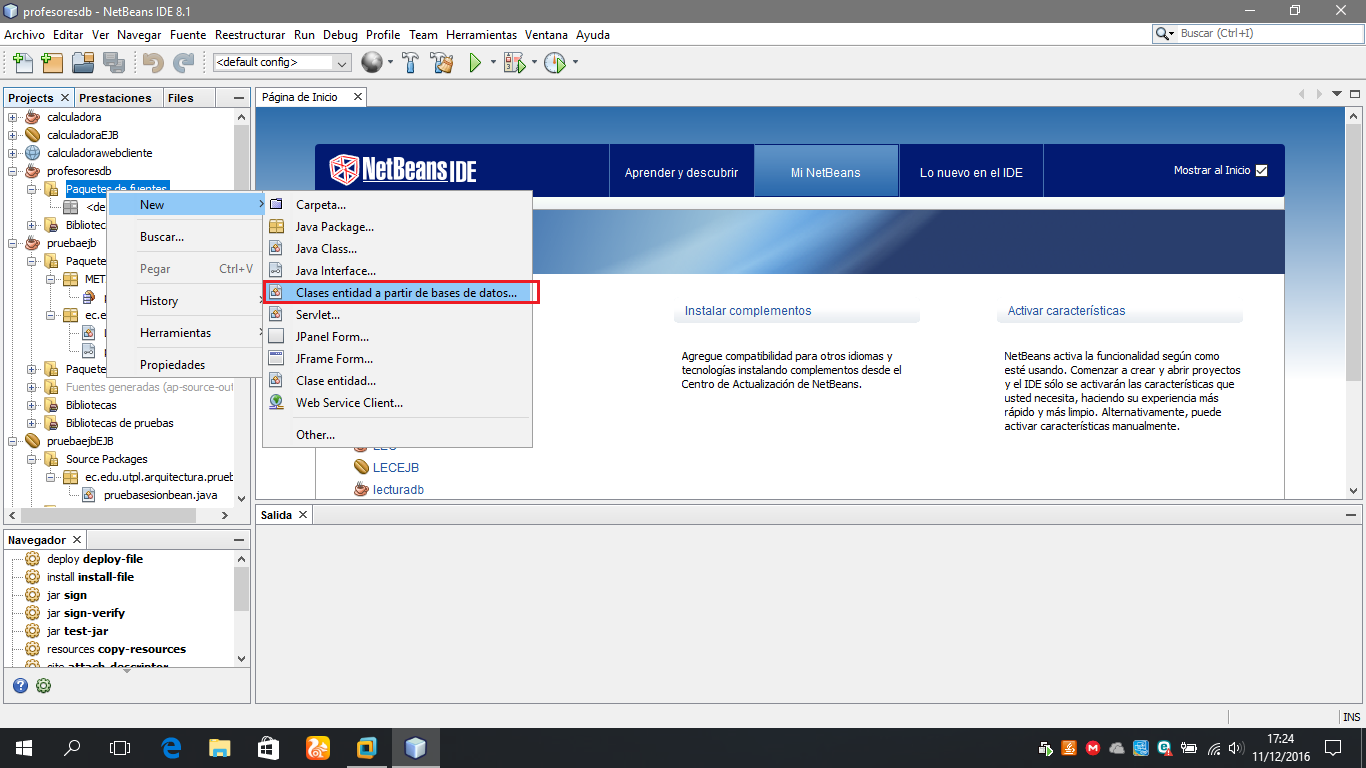 profesoresdb - NetBeans IDE 8.1
Archivo Editar Ver Navegar Fuente Reestructurar Run Debug Profile Team Herramientas Ventana Ayuda
Buscar (Ctrl+I)
<default config>
Projects Prestaciones Files
calculadora
calculadoraEJB
calculadorawebcliente
profesoresdb
Paquetes de fuentes
<de
Bibliotec
pruebaejb
Paquete
MET
ec.e
Paquete
Fuentes generadas (ap-source-out
Bibliotecas
Bibliotecas de pruebas
pruebaejbEJB
Source Packages
ec.edu.utpl.arquitectura.prueb
pruebasesionbean.java
New
Buscar...
Pegar Ctrl+V
History
Herramientas
Propiedades
Carpeta...
Java Package...
Java Class...
Java Interface...
Clases entidad a partir de bases de datos...
Servlet...
JPanel Form...
JFrame Form...
Clase entidad...
Web Service Client...
Other...
Página de Inicio
NetBeans IDE
Aprender y descubrir
Mi NetBeans
Lo nuevo en el IDE
Mostrar al Inicio
Instalar complementos
Agregue compatibilidad para otros idiomas y
tecnologías instalando complementos desde el
Centro de Actualización de NetBeans.
Activar características
NetBeans activa la funcionalidad según como
esté usando. Comenzar a crear y abrir proyectos
y el IDE sólo se activarán las características que
usted necesita, haciendo su experiencia más
rápido y más limpio. Alternativamente, puede
activar características manualmente.
LECEJB
lecturadb
Salida
Navegador
deploy deploy-file
install install-file
jar sign
jar sign-verify
jar test-jar
resources copy-resources
site attach-descriptor
INS
17:24
11/12/2016